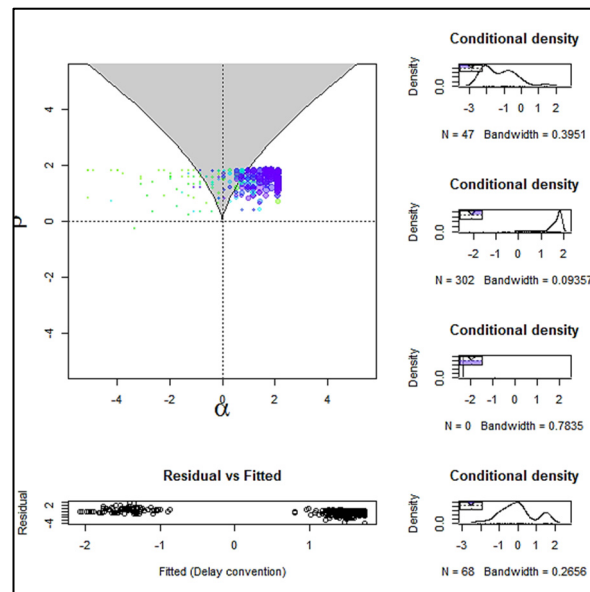 Conditional density
Density
0.0
-3 -2 -1 0 1 2
N = 47 Bandwidth = 0.3951
4
2
0
-2
-4
-4 -2 0 2 4
α
Conditional density
Density
0.0
-2 -1 0 1 2
N = 302 Bandwidth = 0.09357
Conditional density
Density
0.0
-2 -1 0 1 2
N = 0 Bandwidth = 0.7835
Residual vs Fitted
Residual
2
-4
-2 -1 0 1
Fitted (Delay convention)
Conditional density
Density
0.0
-3 -2 -1 0 1 2
N = 68 Bandwidth = 0.2656